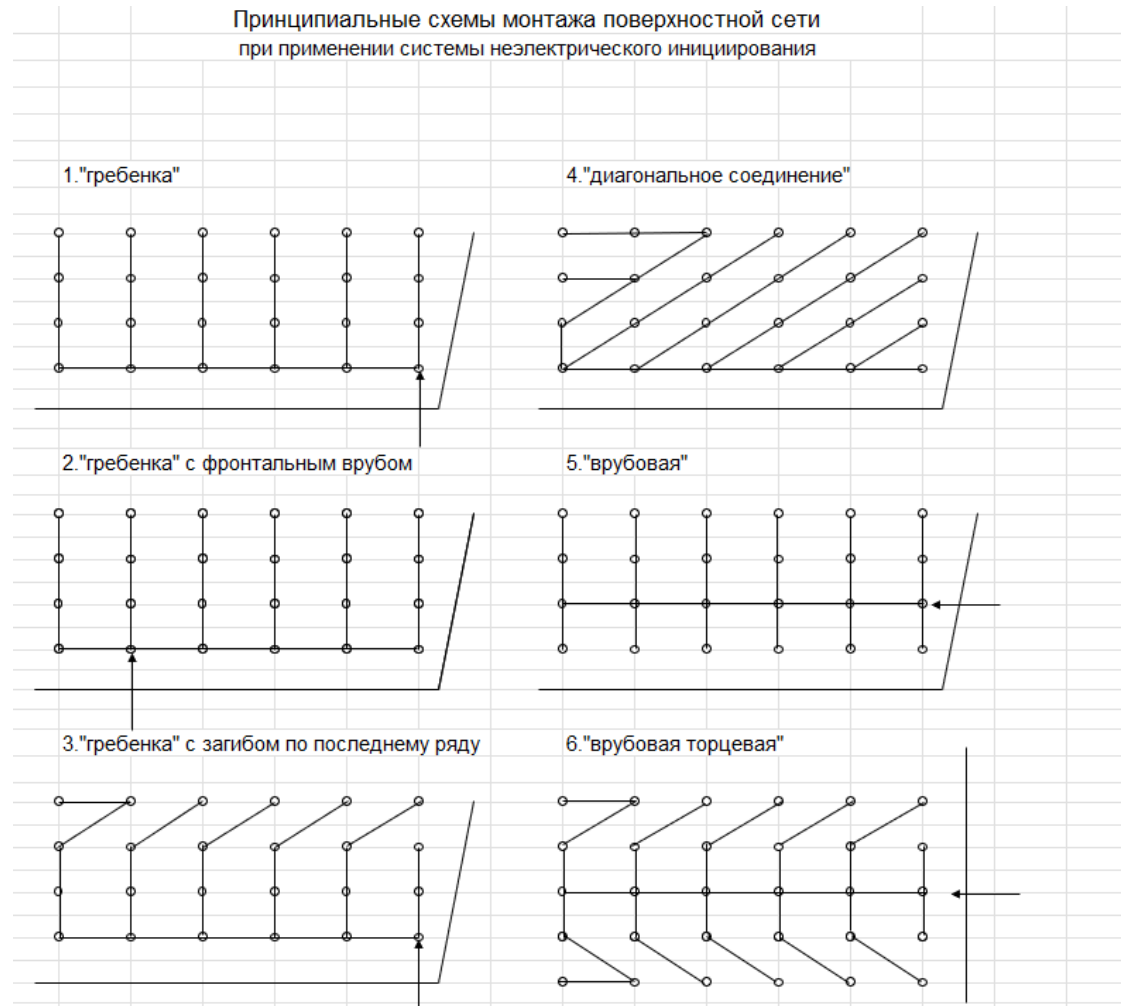 Принципиальные схемы монтажа поверхностной сети
при применении системы неэлектрического инициирования
1."гребенка"
4."диагональное соединение"
2."гребенка" с фронтальным врубом
5."врубовая"
3."гребенка" с загибом по последнему ряду
6."врубовая торцевая"